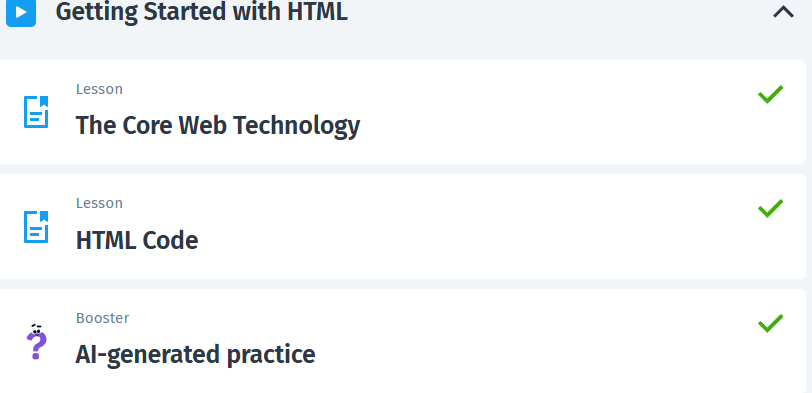 Getting Started with HTML
Lesson
The Core Web Technology
Lesson
HTML Code
Booster
AI-generated practice